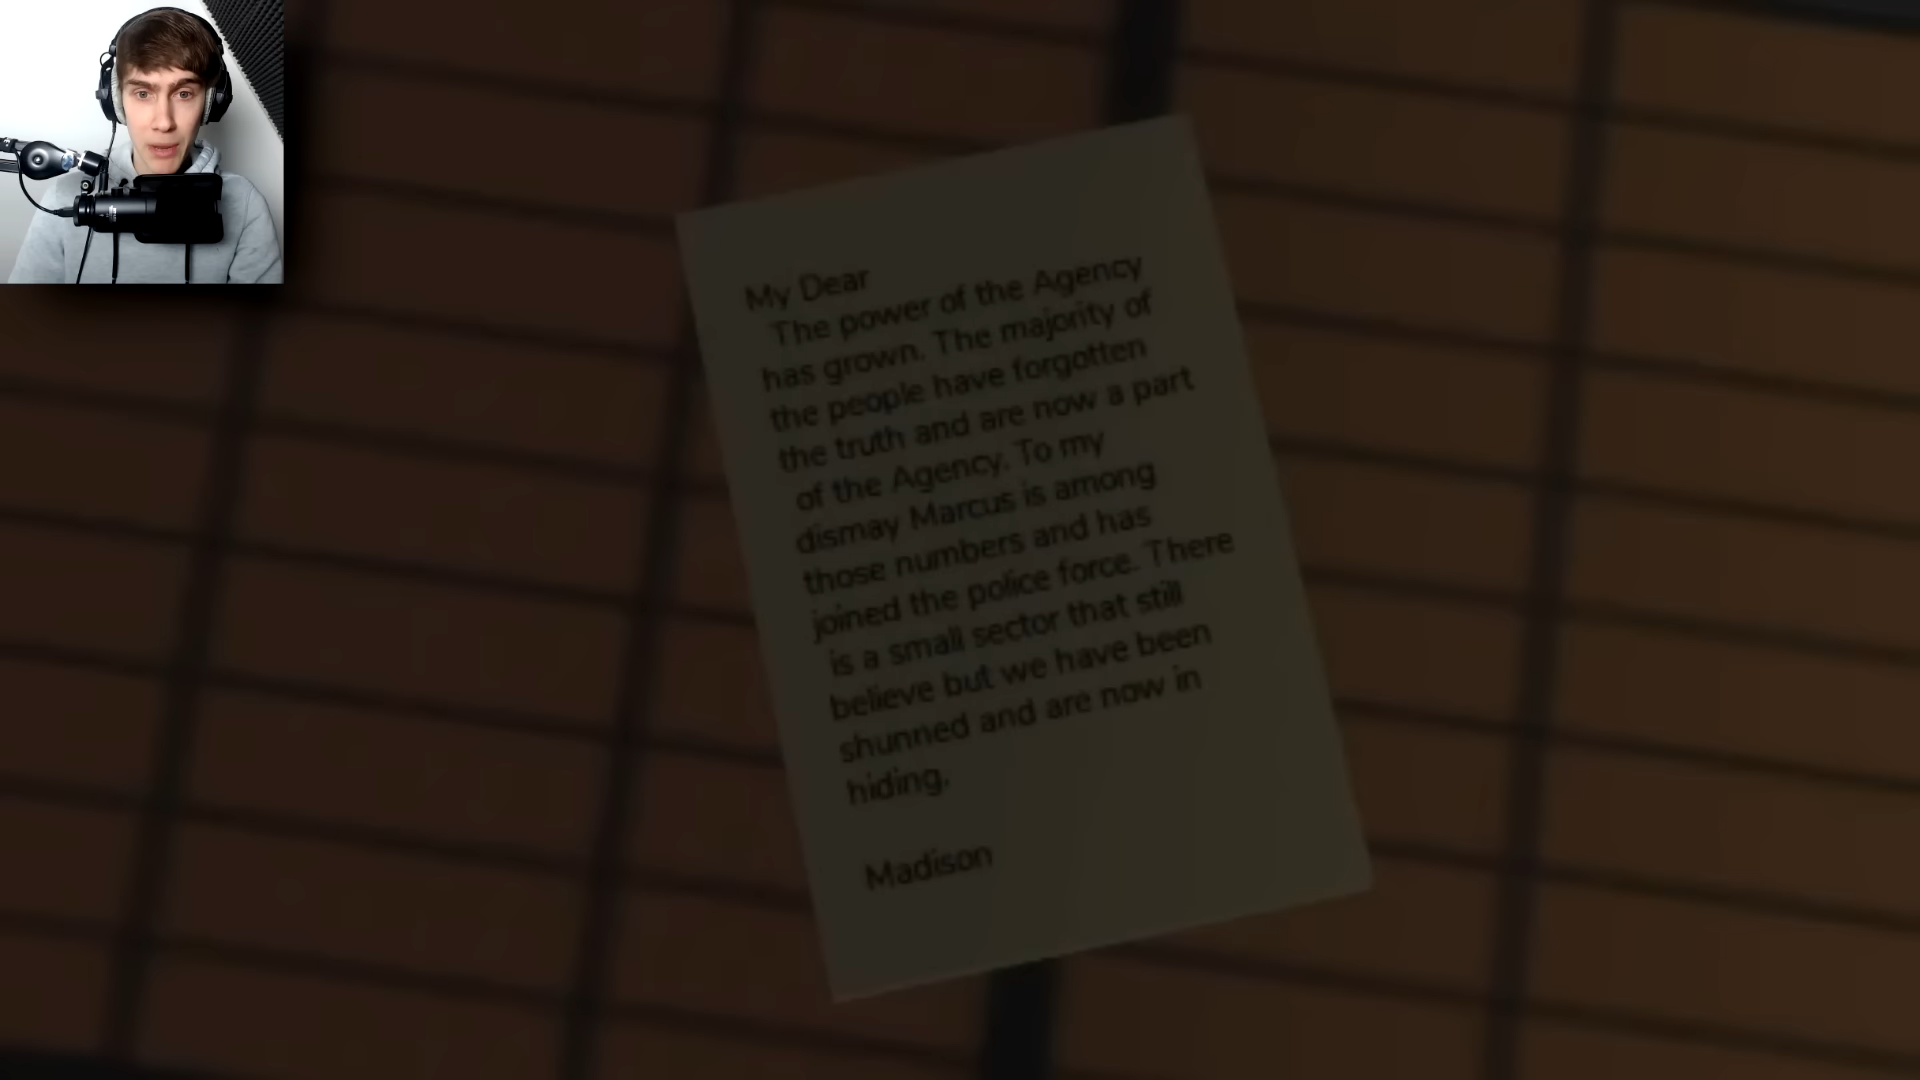 My Dear
The power of the Agency
has grown. The majority of
the people have forgotten
the truth and are now a part
of the Agency. To my
dismay Marcus is among
those numbers and has
joined the police force. There
is a small sector that still
believe but we have been
shunned and are now in
hiding.
Madison